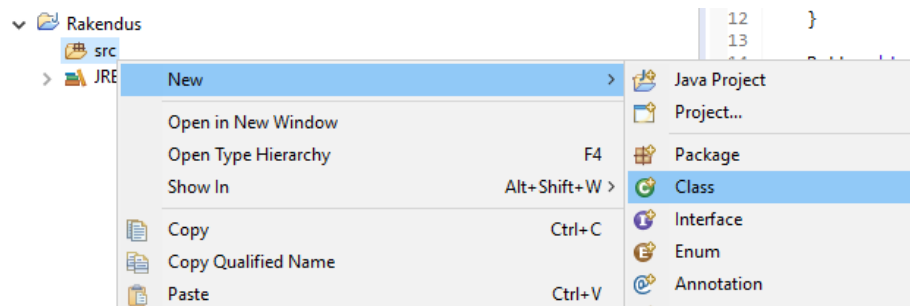 Rakendus
src
JRE
12 }
13
New
Open in New Window
Open Type Hierarchy F4
Show In Alt+Shift+W
Copy Ctrl+C
Copy Qualified Name
Paste Ctrl+V
Java Project
Project...
Package
Class
Interface
Enum
Annotation